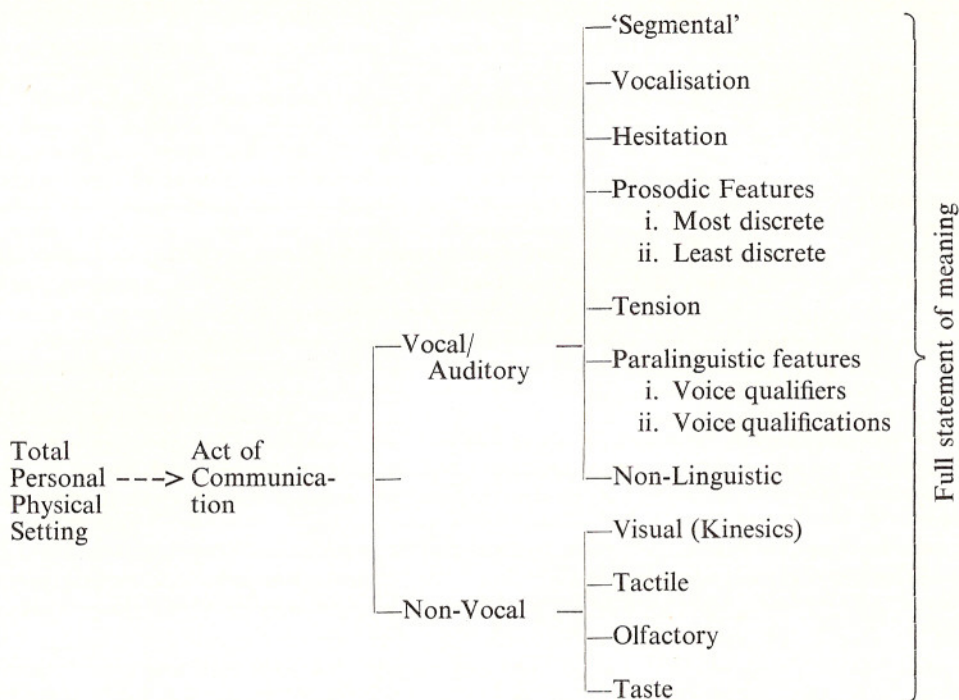 ‘Segmental’
Vocalisation
Hesitation
Prosodic Features
i. Most discrete
ii. Least discrete
Tension
Vocal/
Auditory
Paralinguistic features
i. Voice qualifiers
ii. Voice qualifications
Total
Personal
Physical
Setting
--->
Act of
Communica-
tion
Non-Linguistic
Visual (Kinesics)
Tactile
Non-Vocal
Olfactory
Taste
Full statement of meaning